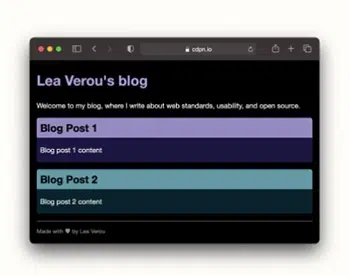 cdpn.io
Lea Verou's blog
Welcome to my blog, where I write about web standards, usability, and open source.
Blog Post 1
Blog post 1 content
Blog Post 2
Blog post 2 content
Made with 🖤 by Lea Verou